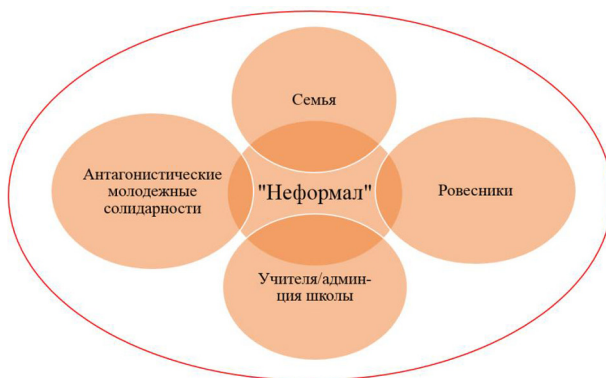 Семья
Антагонистические
молодежные
солидарности
"Неформал"
Ровесники
Учителя/админ-
ция школы